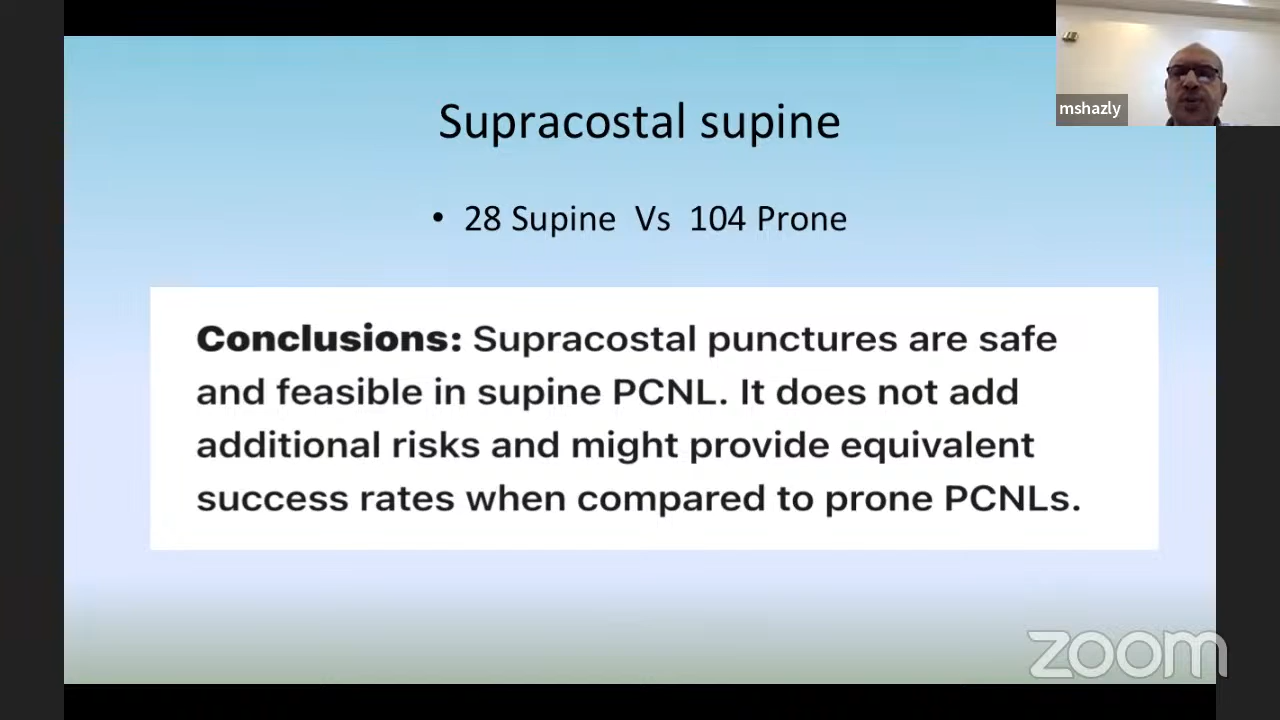 mshazly
Supracostal supine
• 28 Supine Vs 104 Prone
Conclusions: Supracostal punctures are safe
and feasible in supine PCNL. It does not add
additional risks and might provide equivalent
success rates when compared to prone PCNLs.
zoom